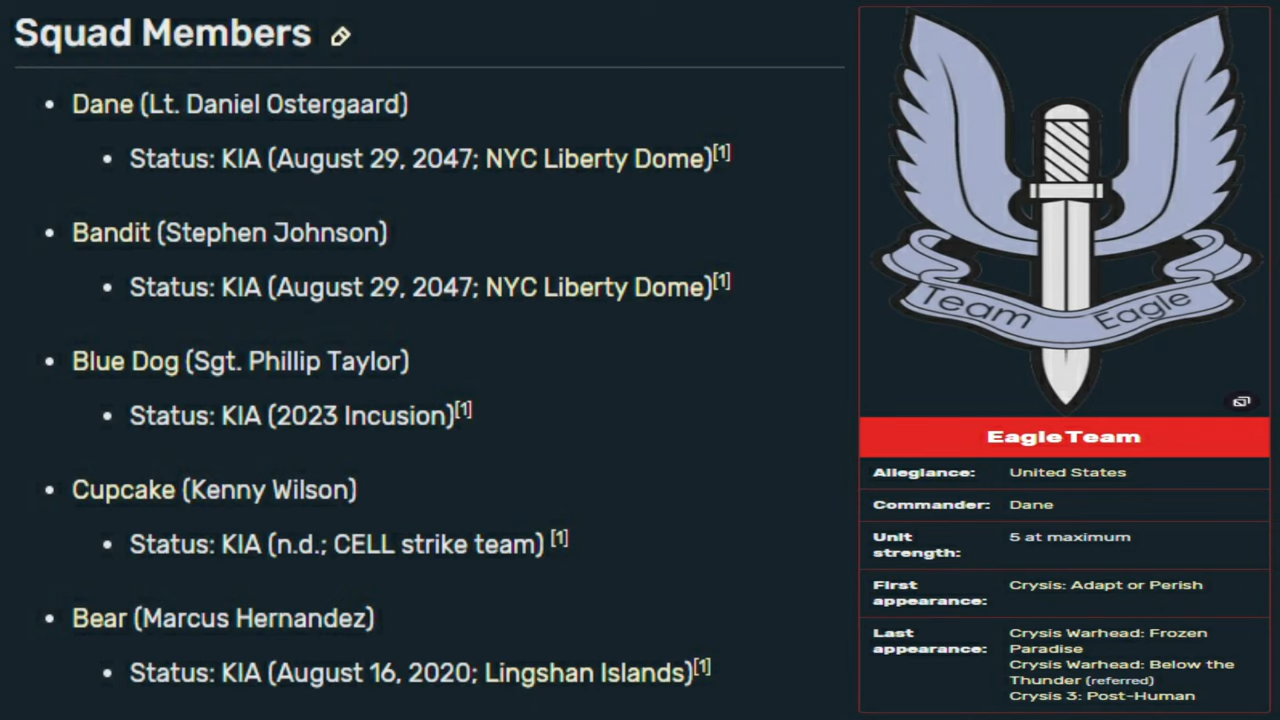 Squad Members
• Dane (Lt. Daniel Ostergaard)
• Status: KIA (August 29, 2047; NYC Liberty Dome)[1]
• Bandit (Stephen Johnson)
• Status: KIA (August 29, 2047; NYC Liberty Dome)[1]
• Blue Dog (Sgt. Phillip Taylor)
• Status: KIA (2023 Incusion)[1]
• Cupcake (Kenny Wilson)
• Status: KIA (n.d.; CELL strike team) [1]
• Bear (Marcus Hernandez)
• Status: KIA (August 16, 2020; Lingshan Islands)[1]
Team Eagle
Eagle Team
Allegiance: United States
Commander: Dane
Unit 5 at maximum
strength:
First Crysis: Adapt or Perish
appearance:
Last Crysis Warhead: Frozen
appearance: Paradise
Crysis Warhead: Below the
Thunder (referred)
Crysis 3: Post-Human